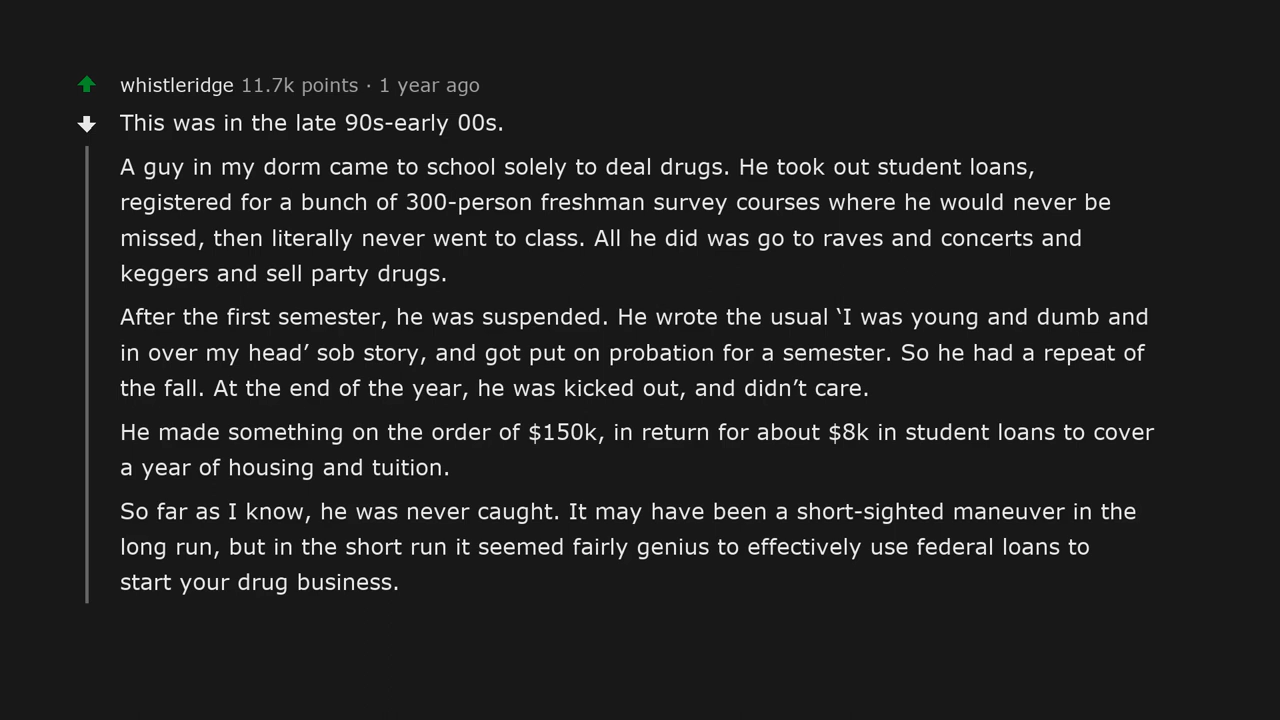 whistleridge 11.7k points · 1 year ago
This was in the late 90s-early 00s.
A guy in my dorm came to school solely to deal drugs. He took out student loans,
registered for a bunch of 300-person freshman survey courses where he would never be
missed, then literally never went to class. All he did was go to raves and concerts and
keggers and sell party drugs.
After the first semester, he was suspended. He wrote the usual ‘I was young and dumb and
in over my head’ sob story, and got put on probation for a semester. So he had a repeat of
the fall. At the end of the year, he was kicked out, and didn’t care.
He made something on the order of $150k, in return for about $8k in student loans to cover
a year of housing and tuition.
So far as I know, he was never caught. It may have been a short-sighted maneuver in the
long run, but in the short run it seemed fairly genius to effectively use federal loans to
start your drug business.